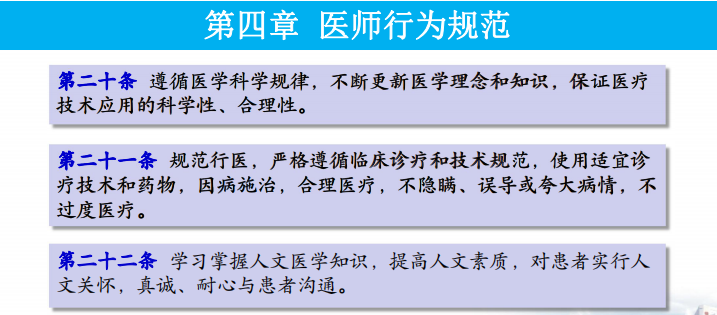 第四章 医师行为规范
第二十条 遵循医学科学规律，不断更新医学理念和知识，保证医疗
技术应用的科学性、合理性。
第二十一条 规范行医，严格遵循临床诊疗和技术规范，使用适宜诊
疗技术和药物，因病施治，合理医疗，不隐瞒、误导或夸大病情，不
过度医疗。
第二十二条 学习掌握人文医学知识，提高人文素质，对患者实行人
文关怀，真诚、耐心与患者沟通。